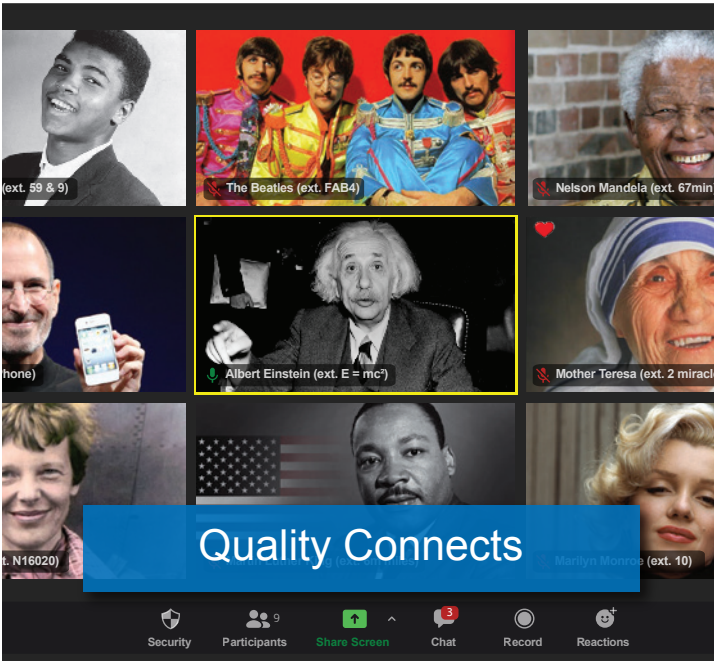 (ext. 59 & 9)
The Beatles (ext. FAB4)
Nelson Mandela (ext. 67min
hone)
Albert Einstein (ext. E = mc²)
Mother Teresa (ext. 2 miracl
t. N16020)
Quality Connects
Marilyn Monroe (ext. 10)
9
3
Security
Participants
Share Screen
Chat
Record
Reactions